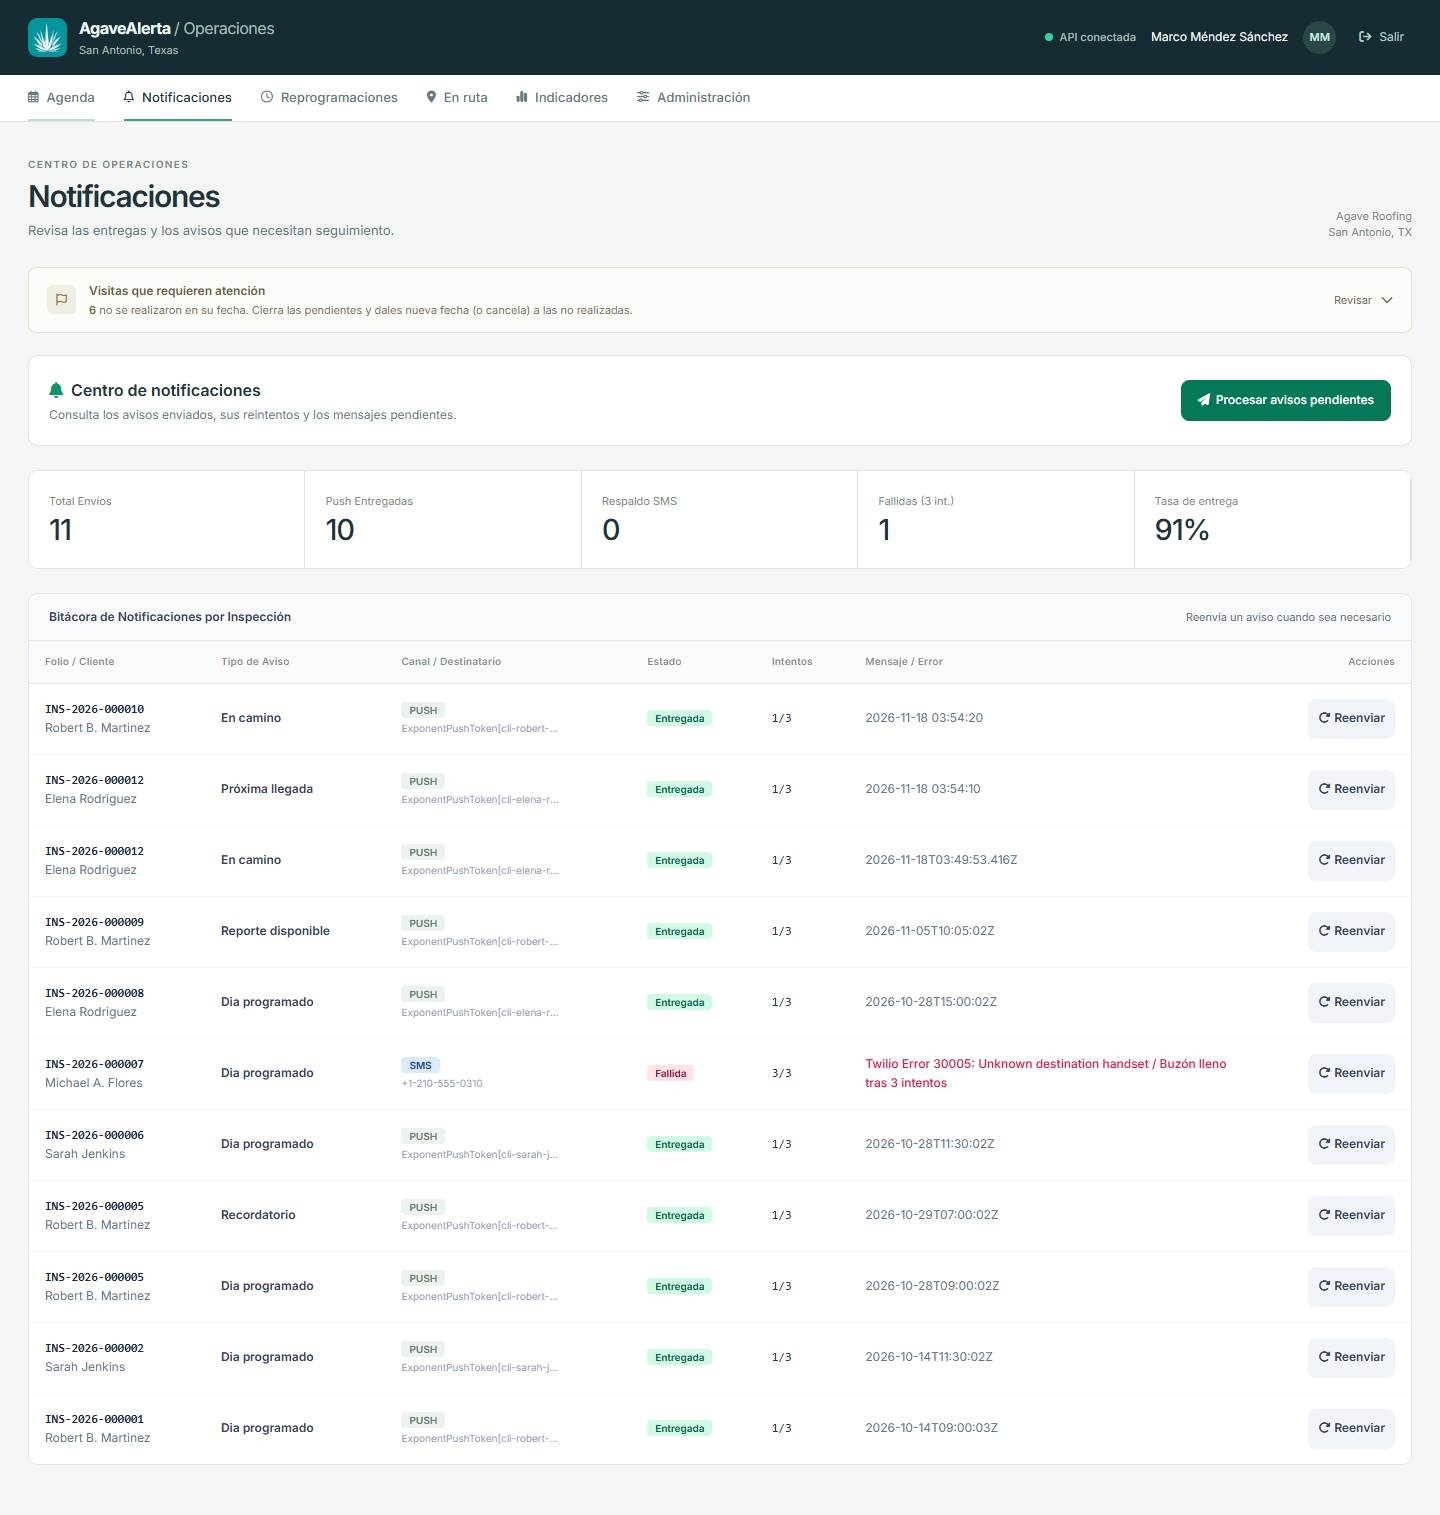 AgaveAlerta / Operaciones
San Antonio, Texas
API conectada
Marco Méndez Sánchez
MM
Salir
Agenda
Notificaciones
Reprogramaciones
En ruta
Indicadores
Administración
CENTRO DE OPERACIONES
Notificaciones
Revisa las entregas y los avisos que necesitan seguimiento.
Agave Roofing
San Antonio, TX
Visitas que requieren atención
6 no se realizaron en su fecha. Cierra las pendientes y dales nueva fecha (o cancela) a las no realizadas.
Revisar
Centro de notificaciones
Consulta los avisos enviados, sus reintentos y los mensajes pendientes.
Procesar avisos pendientes
Total Envíos
11
Push Entregadas
10
Respaldo SMS
0
Fallidas (3 int.)
1
Tasa de entrega
91%
Bitácora de Notificaciones por Inspección
Reenvía un aviso cuando sea necesario
Folio / Cliente
Tipo de Aviso
Canal / Destinatario
Estado
Intentos
Mensaje / Error
Acciones
INS-2026-000010
Robert B. Martinez
En camino
PUSH
ExponentPushToken[cli-robert-...
Entregada
1/3
2026-11-18 03:54:20
Reenviar
INS-2026-000012
Elena Rodriguez
Próxima llegada
PUSH
ExponentPushToken[cli-elena-r...
Entregada
1/3
2026-11-18 03:54:10
Reenviar
INS-2026-000012
Elena Rodriguez
En camino
PUSH
ExponentPushToken[cli-elena-r...
Entregada
1/3
2026-11-18T03:49:53.416Z
Reenviar
INS-2026-000009
Robert B. Martinez
Reporte disponible
PUSH
ExponentPushToken[cli-robert-...
Entregada
1/3
2026-11-05T10:05:02Z
Reenviar
INS-2026-000008
Elena Rodriguez
Dia programado
PUSH
ExponentPushToken[cli-elena-r...
Entregada
1/3
2026-10-28T15:00:02Z
Reenviar
INS-2026-000007
Michael A. Flores
Dia programado
SMS
+1-210-555-0310
Fallida
3/3
Twilio Error 30005: Unknown destination handset / Buzón lleno
tras 3 intentos
Reenviar
INS-2026-000006
Sarah Jenkins
Dia programado
PUSH
ExponentPushToken[cli-sarah-j...
Entregada
1/3
2026-10-28T11:30:02Z
Reenviar
INS-2026-000005
Robert B. Martinez
Recordatorio
PUSH
ExponentPushToken[cli-robert-...
Entregada
1/3
2026-10-29T07:00:02Z
Reenviar
INS-2026-000005
Robert B. Martinez
Dia programado
PUSH
ExponentPushToken[cli-robert-...
Entregada
1/3
2026-10-28T09:00:02Z
Reenviar
INS-2026-000002
Sarah Jenkins
Dia programado
PUSH
ExponentPushToken[cli-sarah-j...
Entregada
1/3
2026-10-14T11:30:02Z
Reenviar
INS-2026-000001
Robert B. Martinez
Dia programado
PUSH
ExponentPushToken[cli-robert-...
Entregada
1/3
2026-10-14T09:00:03Z
Reenviar